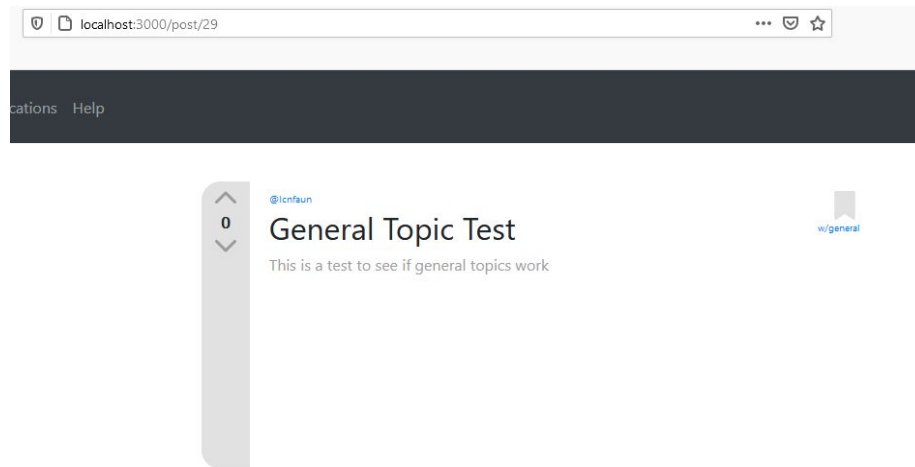 localhost:3000/post/29
cations Help
@lcnfaun
0
General Topic Test
w/general
This is a test to see if general topics work